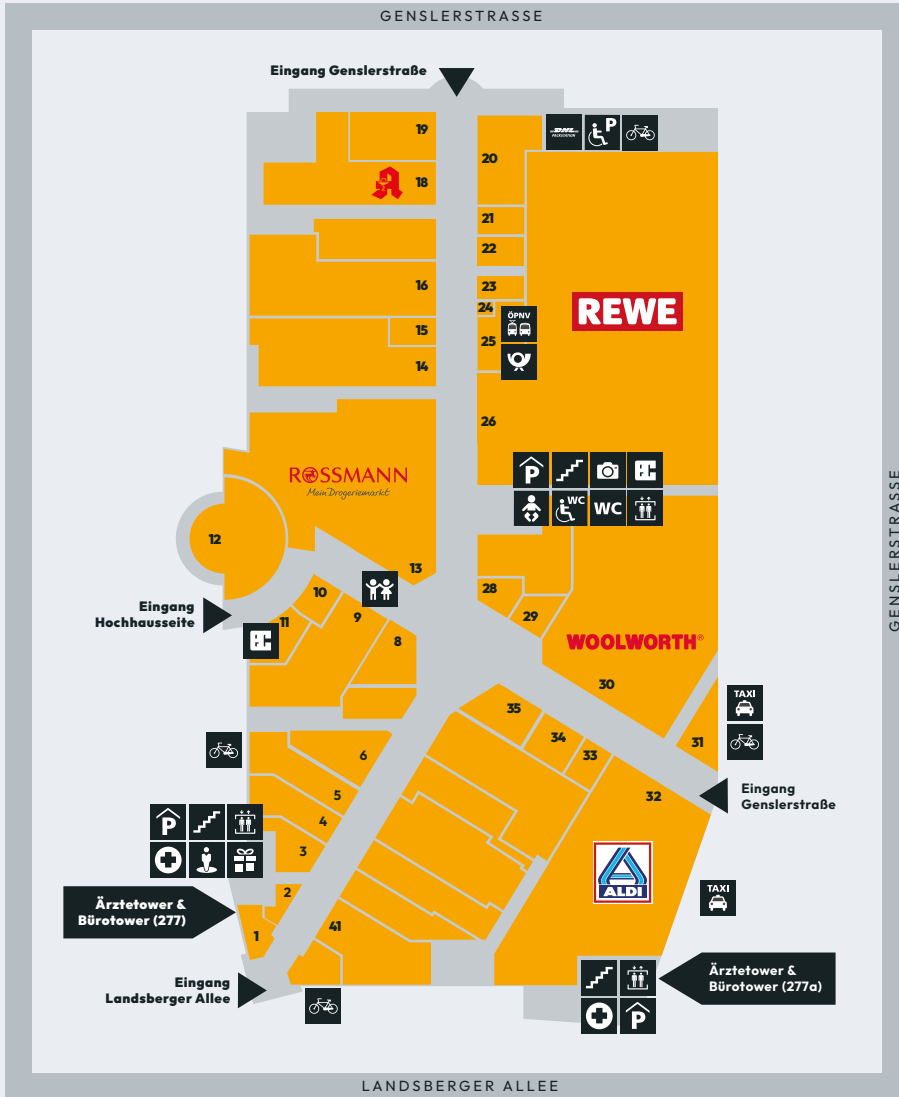 GENSLERSTRASSE
Eingang Genslerstraße
19
DHL
PACKSTATION
P
20
18
21
22
16
23
24
ÖPNV
REWE
15
25
14
26
ROSSMANN
Mein Drogeriemarkt
P
WC
WC
GENSLERSTRASSE
12
13
28
10
29
Eingang
Hochhausseite
11
9
8
WOOLWORTH®
30
35
TAXI
34
31
33
6
5
32
Eingang
Genslerstraße
4
P
3
ALDI
TAXI
2
Ärztetower &
Bürotower (277)
41
1
Eingang
Landsberger Allee
Ärztetower &
Bürotower (277a)
P
LANDSBERGER ALLEE